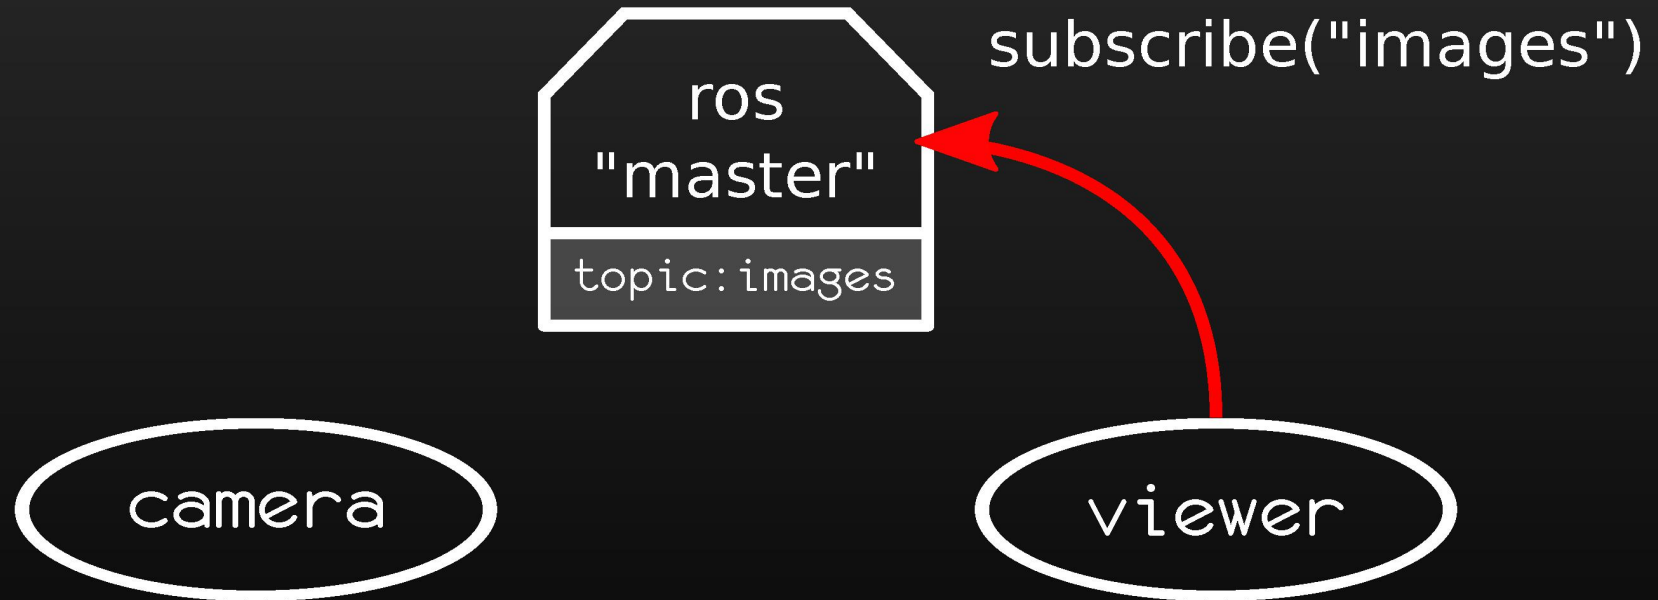 subscribe("images")
ros
"master"
topic:images
camera
viewer